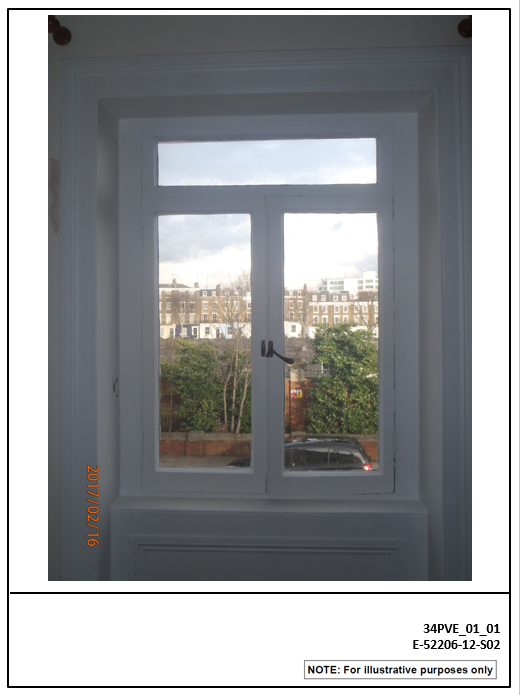 2017/02/16
34PVE_01_01
E-52206-12-S02
NOTE: For illustrative purposes only